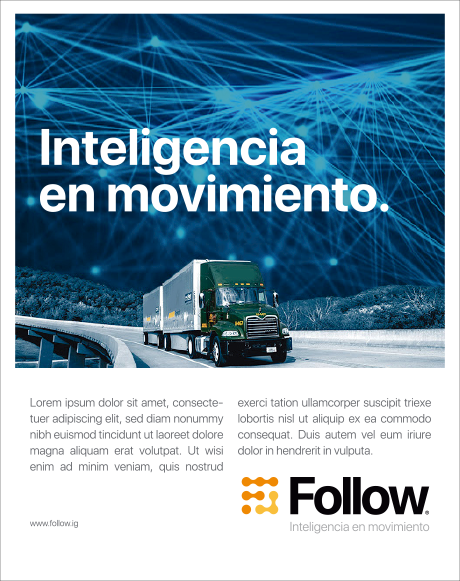 Inteligencia
en movimiento.
Lorem ipsum dolor sit amet, consecte-
tuer adipiscing elit, sed diam nonummy
nibh euismod tincidunt ut laoreet dolore
magna aliquam erat volutpat. Ut wisi
enim ad minim veniam, quis nostrud
exerci tation ullamcorper suscipit triexe
lobortis nisl ut aliquip ex ea commodo
consequat. Duis autem vel eum iriure
dolor in hendrerit in vulputa.
Follow®
Inteligencia en movimiento
www.follow.ig